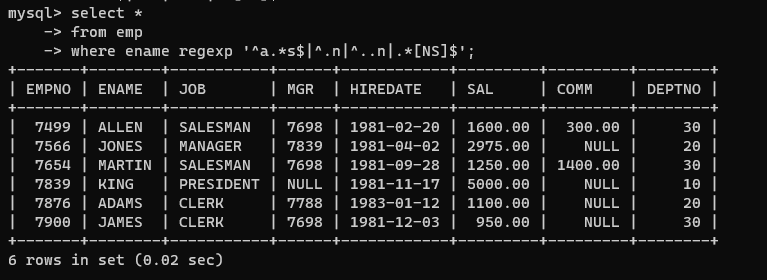 mysql> select *
    -> from emp
    -> where ename regexp '^a.*s$|^.n|^..n|.*[NS]$';
+-------+--------+-----------+------+------------+---------+---------+--------+
| EMPNO | ENAME  | JOB       | MGR  | HIREDATE   | SAL     | COMM    | DEPTNO |
+-------+--------+-----------+------+------------+---------+---------+--------+
|  7499 | ALLEN  | SALESMAN  | 7698 | 1981-02-20 | 1600.00 |  300.00 |     30 |
|  7566 | JONES  | MANAGER   | 7839 | 1981-04-02 | 2975.00 |    NULL |     20 |
|  7654 | MARTIN | SALESMAN  | 7698 | 1981-09-28 | 1250.00 | 1400.00 |     30 |
|  7839 | KING   | PRESIDENT | NULL | 1981-11-17 | 5000.00 |    NULL |     10 |
|  7876 | ADAMS  | CLERK     | 7788 | 1983-01-12 | 1100.00 |    NULL |     20 |
|  7900 | JAMES  | CLERK     | 7698 | 1981-12-03 |  950.00 |    NULL |     30 |
+-------+--------+-----------+------+------------+---------+---------+--------+
6 rows in set (0.02 sec)